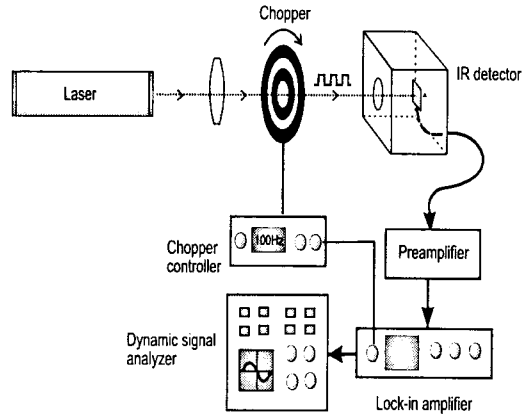 Chopper
Laser
IR detector
100Hz
Chopper
controller
Preamplifier
Dynamic signal
analyzer
Lock-in amplifier